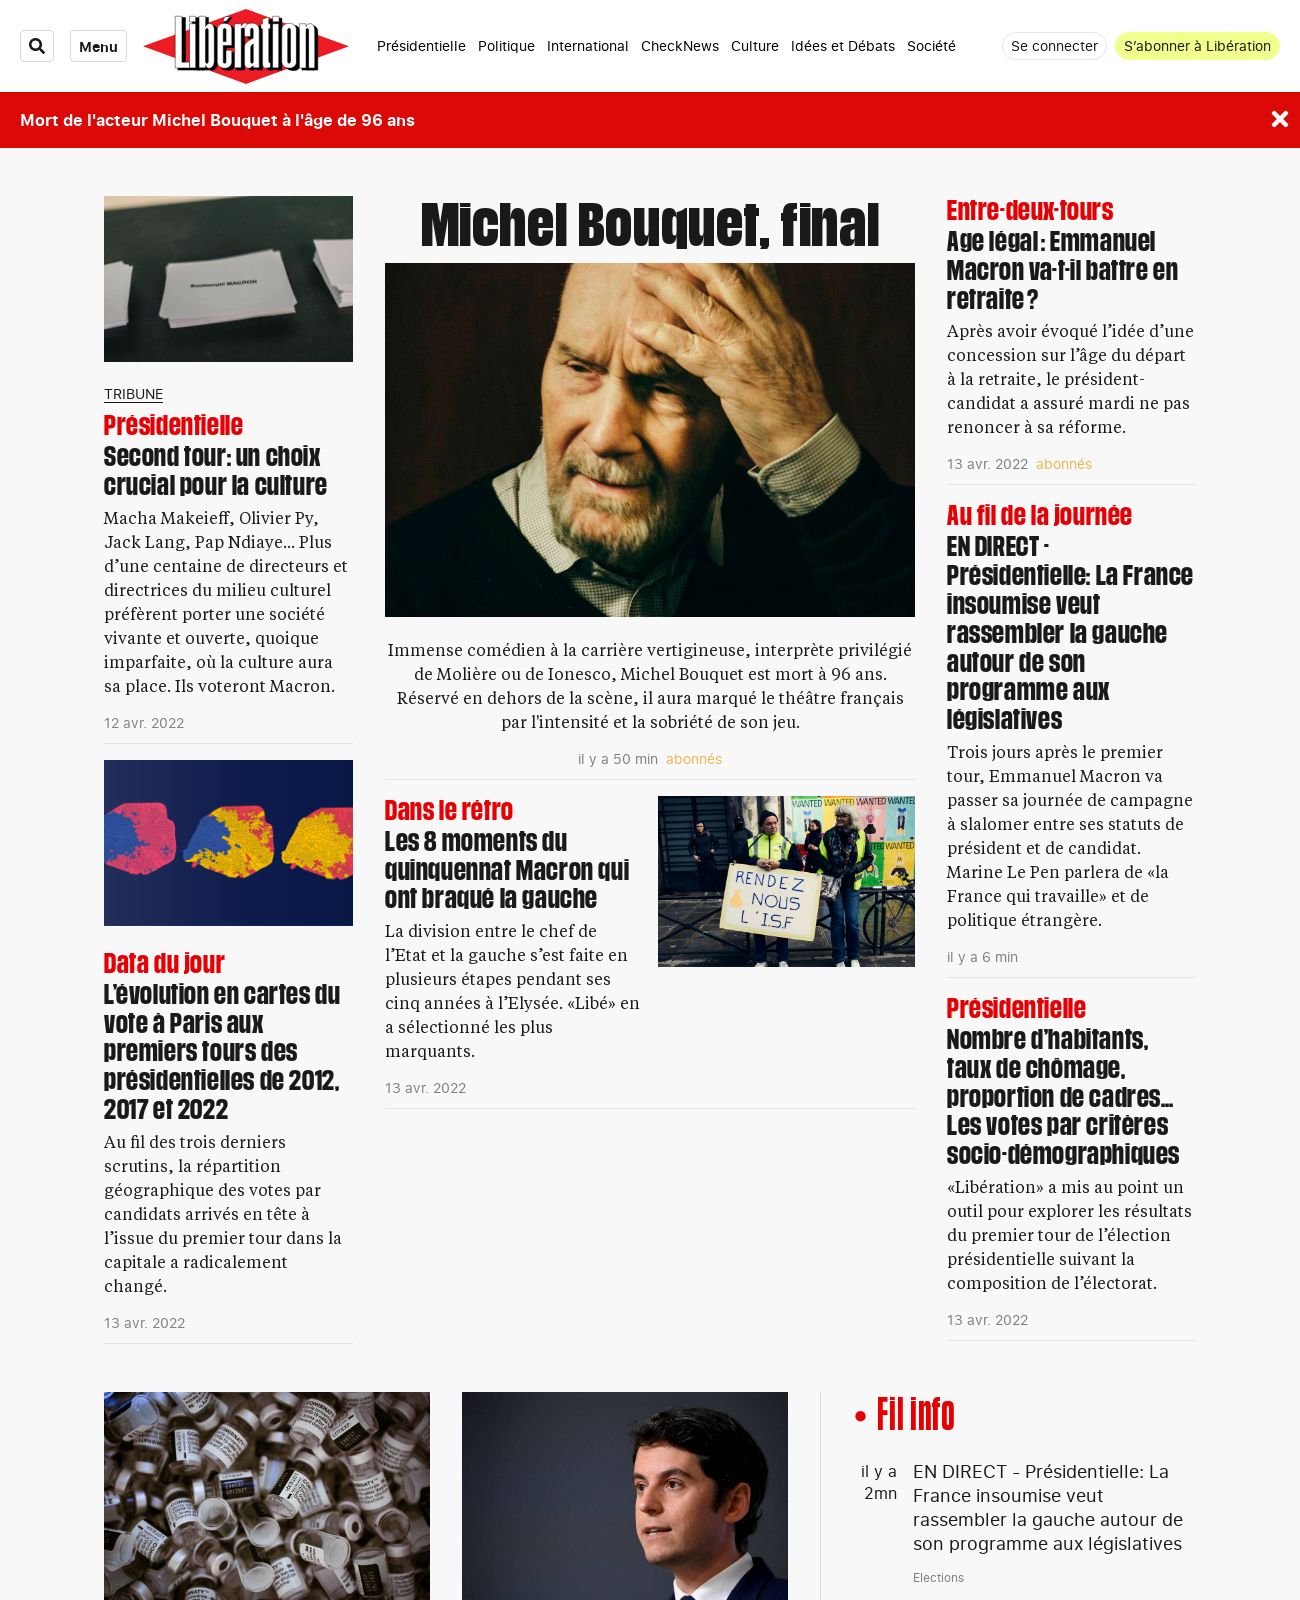 Menu
Libération
Présidentielle Politique International CheckNews Culture Idées et Débats Société
Se connecter
S’abonner à Libération
Mort de l'acteur Michel Bouquet à l'âge de 96 ans
Emmanuel MACRON
TRIBUNE
Présidentielle
Second tour: un choix
crucial pour la culture
Macha Makeieff, Olivier Py,
Jack Lang, Pap Ndiaye... Plus
d’une centaine de directeurs et
directrices du milieu culturel
préfèrent porter une société
vivante et ouverte, quoique
imparfaite, où la culture aura
sa place. Ils voteront Macron.
12 avr. 2022
Data du jour
L’évolution en cartes du
vote à Paris aux
premiers tours des
présidentielles de 2012,
2017 et 2022
Au fil des trois derniers
scrutins, la répartition
géographique des votes par
candidats arrivés en tête à
l’issue du premier tour dans la
capitale a radicalement
changé.
13 avr. 2022
Michel Bouquet, final
Immense comédien à la carrière vertigineuse, interprète privilégié
de Molière ou de Ionesco, Michel Bouquet est mort à 96 ans.
Réservé en dehors de la scène, il aura marqué le théâtre français
par l'intensité et la sobriété de son jeu.
il y a 50 min abonnés
Dans le rétro
Les 8 moments du
quinquennat Macron qui
ont braqué la gauche
La division entre le chef de
l’Etat et la gauche s’est faite en
plusieurs étapes pendant ses
cinq années à l’Elysée. «Libé» en
a sélectionné les plus
marquants.
13 avr. 2022
WANTED WANTED WANTED WANTED
RENDEZ
NOUS
L'ISF
Entre-deux-tours
Age légal : Emmanuel
Macron va-t-il battre en
retraite ?
Après avoir évoqué l’idée d’une
concession sur l’âge du départ
à la retraite, le président-
candidat a assuré mardi ne pas
renoncer à sa réforme.
13 avr. 2022 abonnés
Au fil de la journée
EN DIRECT -
Présidentielle: La France
insoumise veut
rassembler la gauche
autour de son
programme aux
législatives
Trois jours après le premier
tour, Emmanuel Macron va
passer sa journée de campagne
à slalomer entre ses statuts de
président et de candidat.
Marine Le Pen parlera de «la
France qui travaille» et de
politique étrangère.
il y a 6 min
Présidentielle
Nombre d’habitants,
taux de chômage,
proportion de cadres...
Les votes par critères
socio-démographiques
«Libération» a mis au point un
outil pour explorer les résultats
du premier tour de l’élection
présidentielle suivant la
composition de l’électorat.
13 avr. 2022
• Fil info
il y a
2mn
EN DIRECT - Présidentielle: La
France insoumise veut
rassembler la gauche autour de
son programme aux législatives
Elections